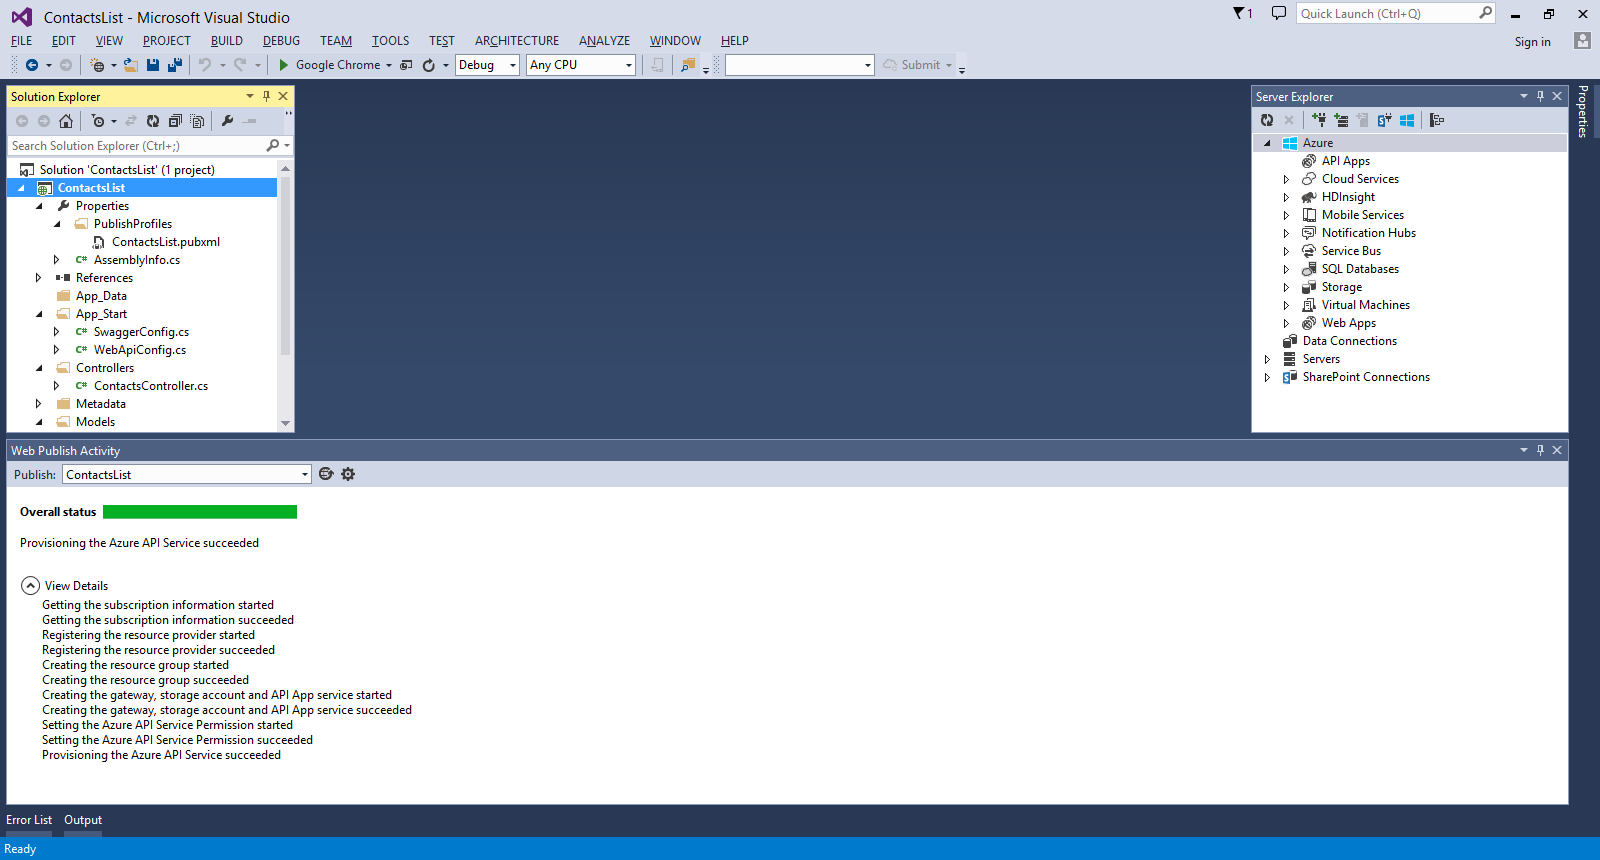 ContactsList - Microsoft Visual Studio
1
Quick Launch (Ctrl+Q)
FILE EDIT VIEW PROJECT BUILD DEBUG TEAM TOOLS TEST ARCHITECTURE ANALYZE WINDOW HELP
Sign in
Google Chrome
Debug
Any CPU
Submit
Solution Explorer
Search Solution Explorer (Ctrl+;)
Solution 'ContactsList' (1 project)
ContactsList
Properties
PublishProfiles
ContactsList.pubxml
C# AssemblyInfo.cs
References
App_Data
App_Start
C# SwaggerConfig.cs
C# WebApiConfig.cs
Controllers
C# ContactsController.cs
Metadata
Models
Server Explorer
Azure
API Apps
Cloud Services
HDInsight
Mobile Services
Notification Hubs
Service Bus
SQL Databases
Storage
Virtual Machines
Web Apps
Data Connections
Servers
SharePoint Connections
Properties
Web Publish Activity
Publish: ContactsList
Overall status
Provisioning the Azure API Service succeeded
View Details
Getting the subscription information started
Getting the subscription information succeeded
Registering the resource provider started
Registering the resource provider succeeded
Creating the resource group started
Creating the resource group succeeded
Creating the gateway, storage account and API App service started
Creating the gateway, storage account and API App service succeeded
Setting the Azure API Service Permission started
Setting the Azure API Service Permission succeeded
Provisioning the Azure API Service succeeded
Error List Output
Ready